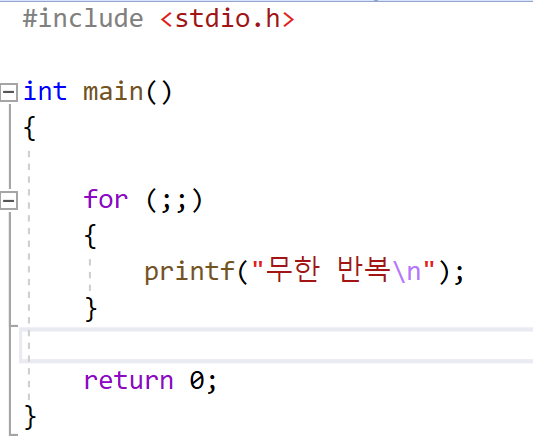 #include <stdio.h>
int main()
{
for (;;)
{
printf("무한 반복\n");
}
return 0;
}